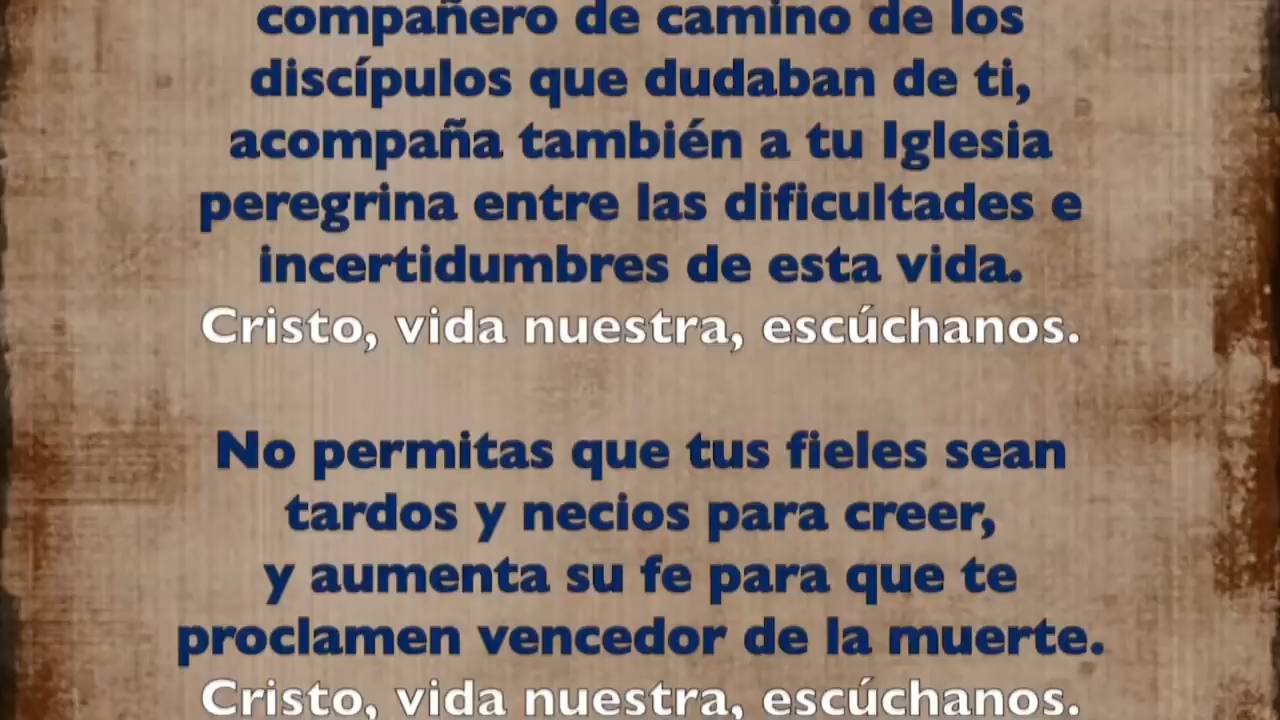 compañero de camino de los
discípulos que dudaban de ti,
acompaña también a tu Iglesia
peregrina entre las dificultades e
incertidumbres de esta vida.
Cristo, vida nuestra, escúchanos.
No permitas que tus fieles sean
tardos y necios para creer,
y aumenta su fe para que te
proclamen vencedor de la muerte.
Cristo, vida nuestra, escúchanos.